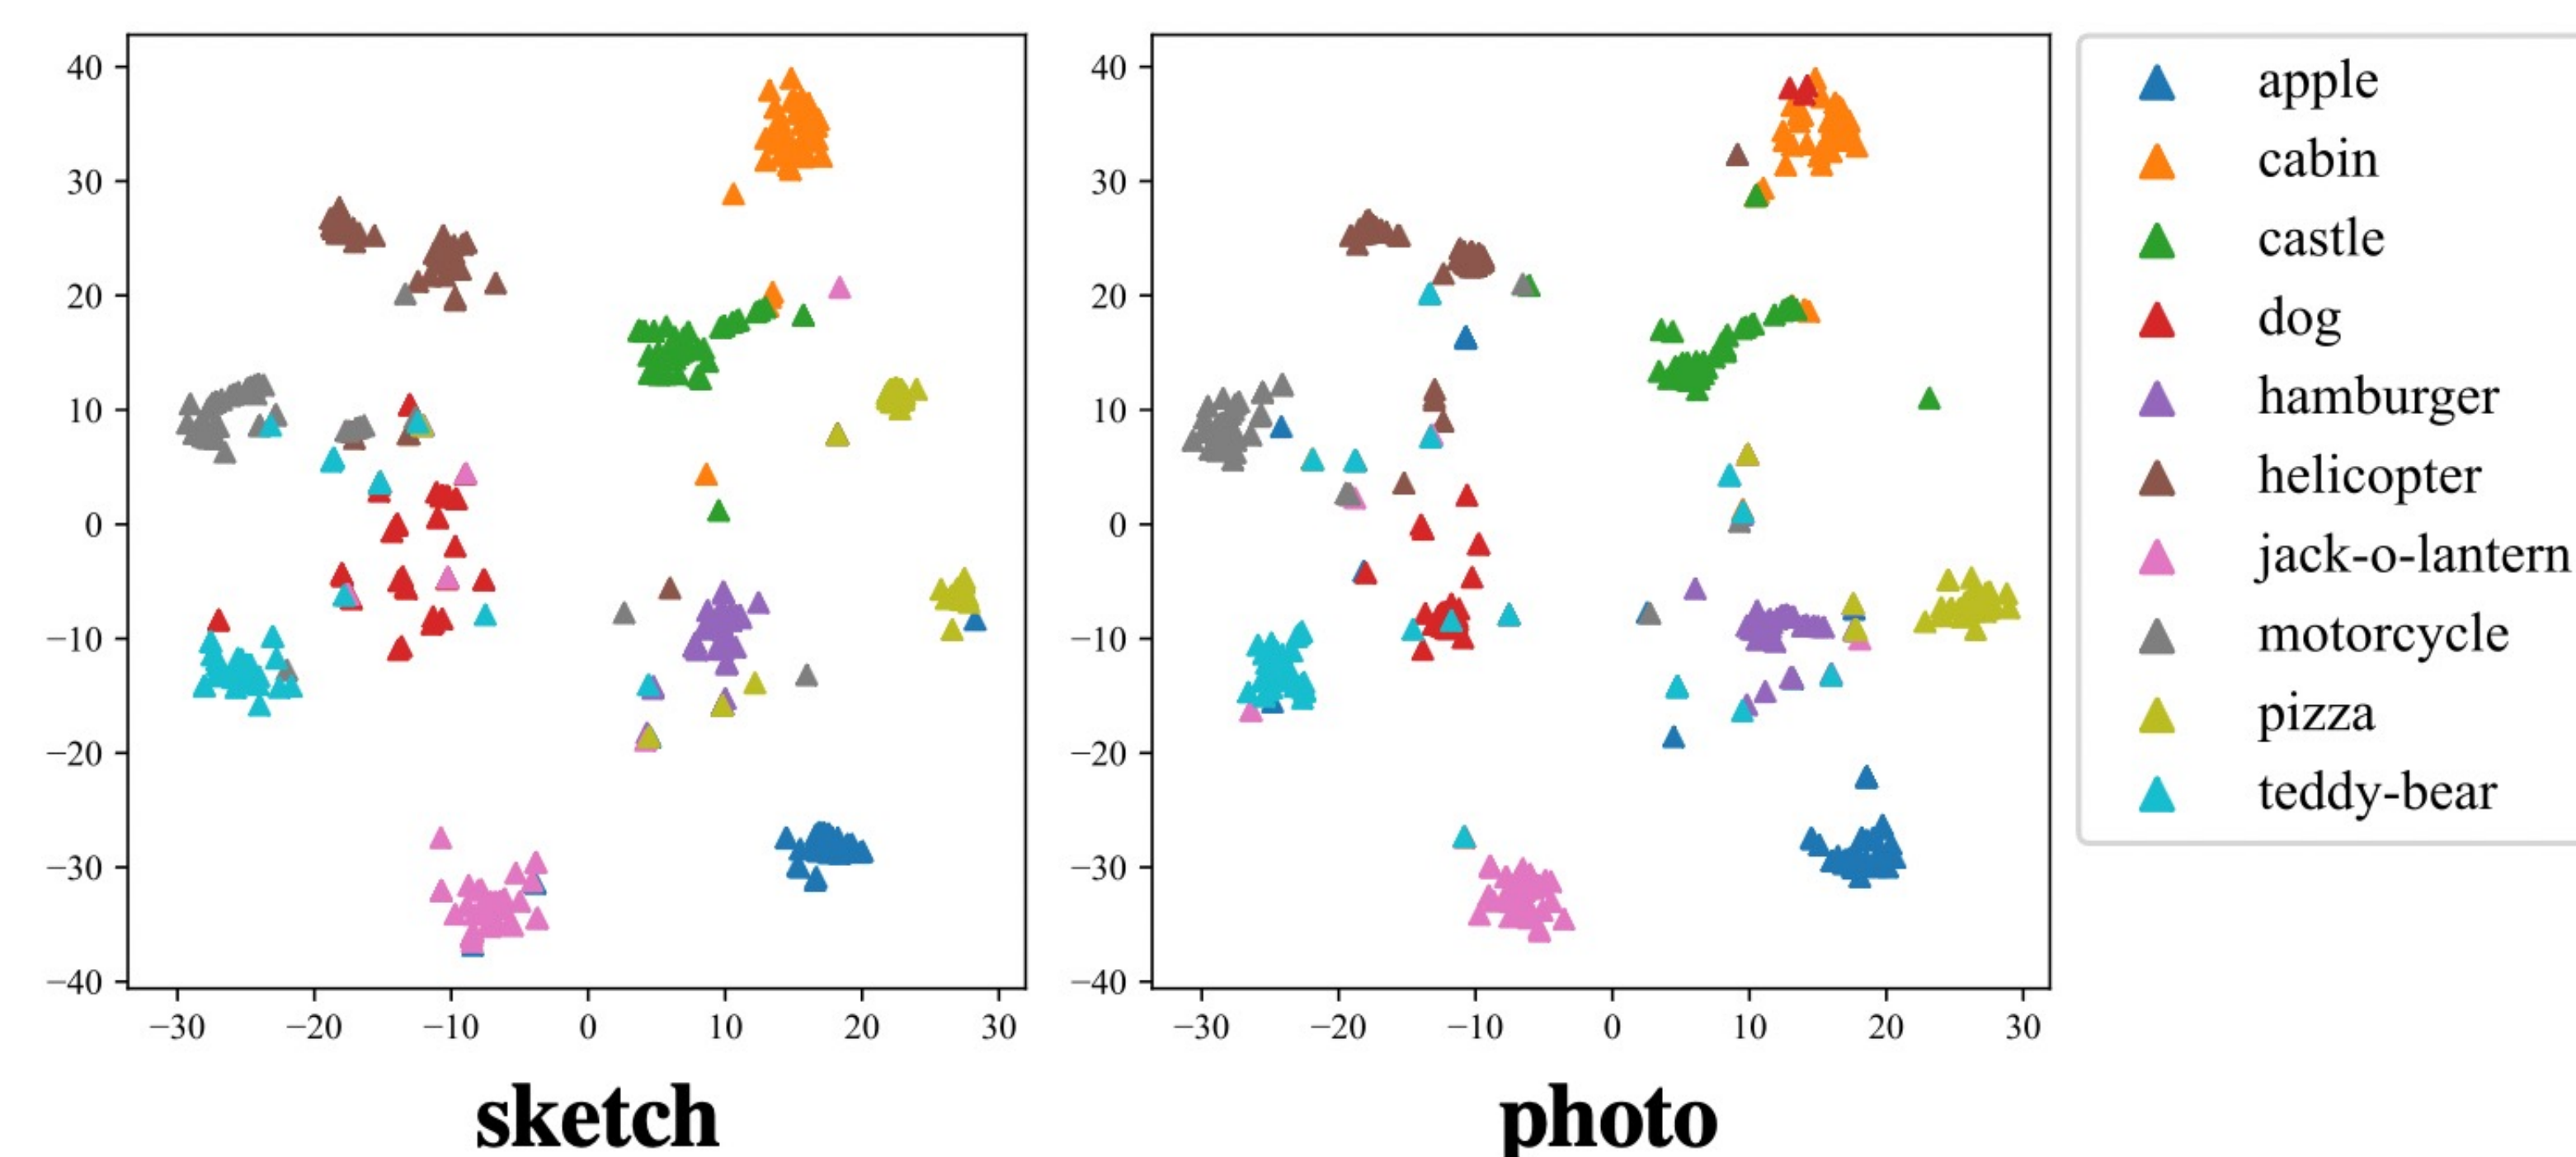 40
30
20
10
0
−10
−20
−30
−40
−30 −20 −10 0 10 20 30
sketch
40
30
20
10
0
−10
−20
−30
−40
−30 −20 −10 0 10 20 30
photo
apple
cabin
castle
dog
hamburger
helicopter
jack-o-lantern
motorcycle
pizza
teddy-bear